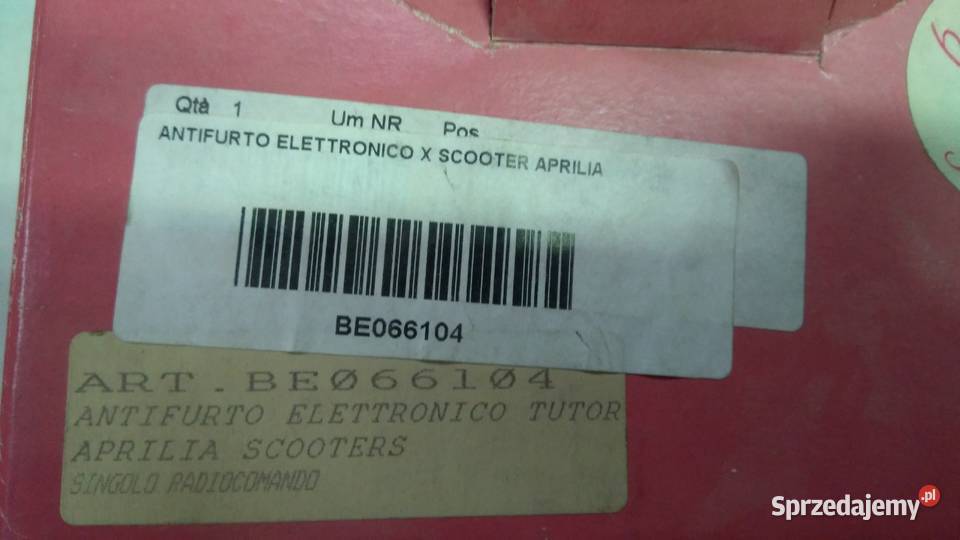 Qtà 1 Um NR Pos
ANTIFURTO ELETTRONICO X SCOOTER APRILIA
BE066104
ART.BE066104
ANTIFURTO ELETTRONICO TUTOR
APRILIA SCOOTERS
SINGOLO RADIOCOMANDO
Sprzedajemy.pl